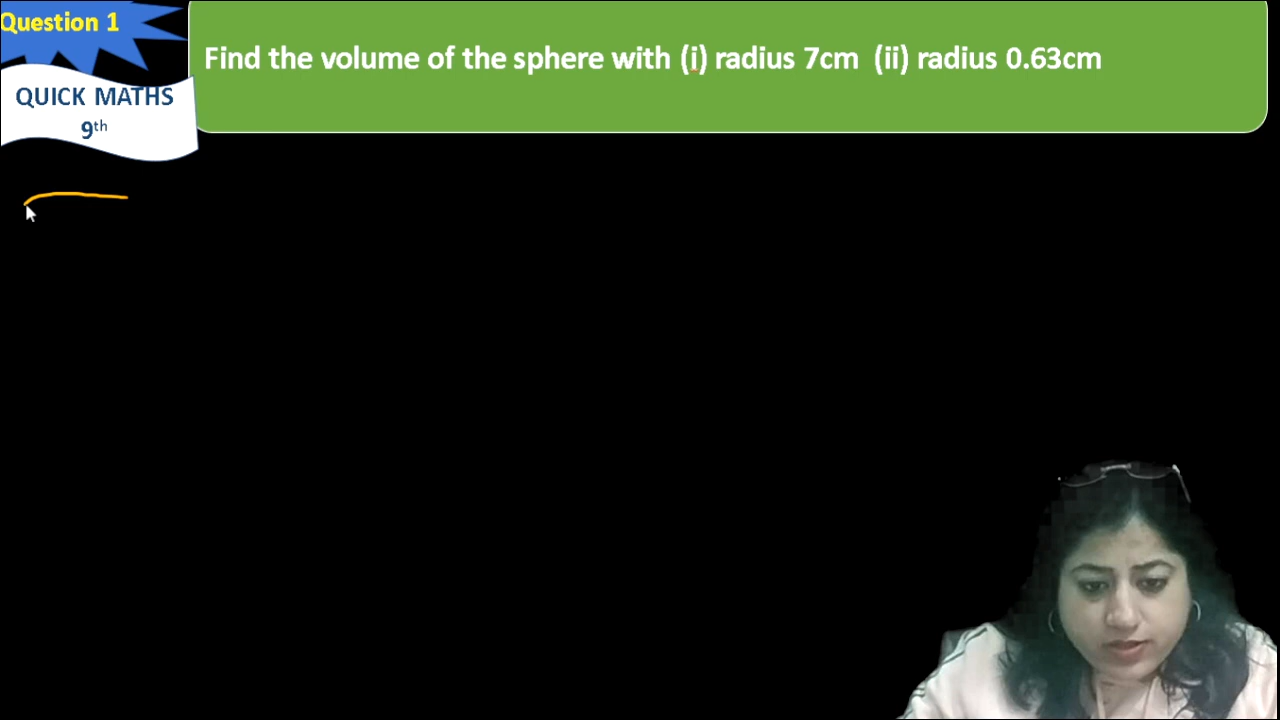 Question 1
Find the volume of the sphere with (i) radius 7cm (ii) radius 0.63cm
QUICK MATHS
9th